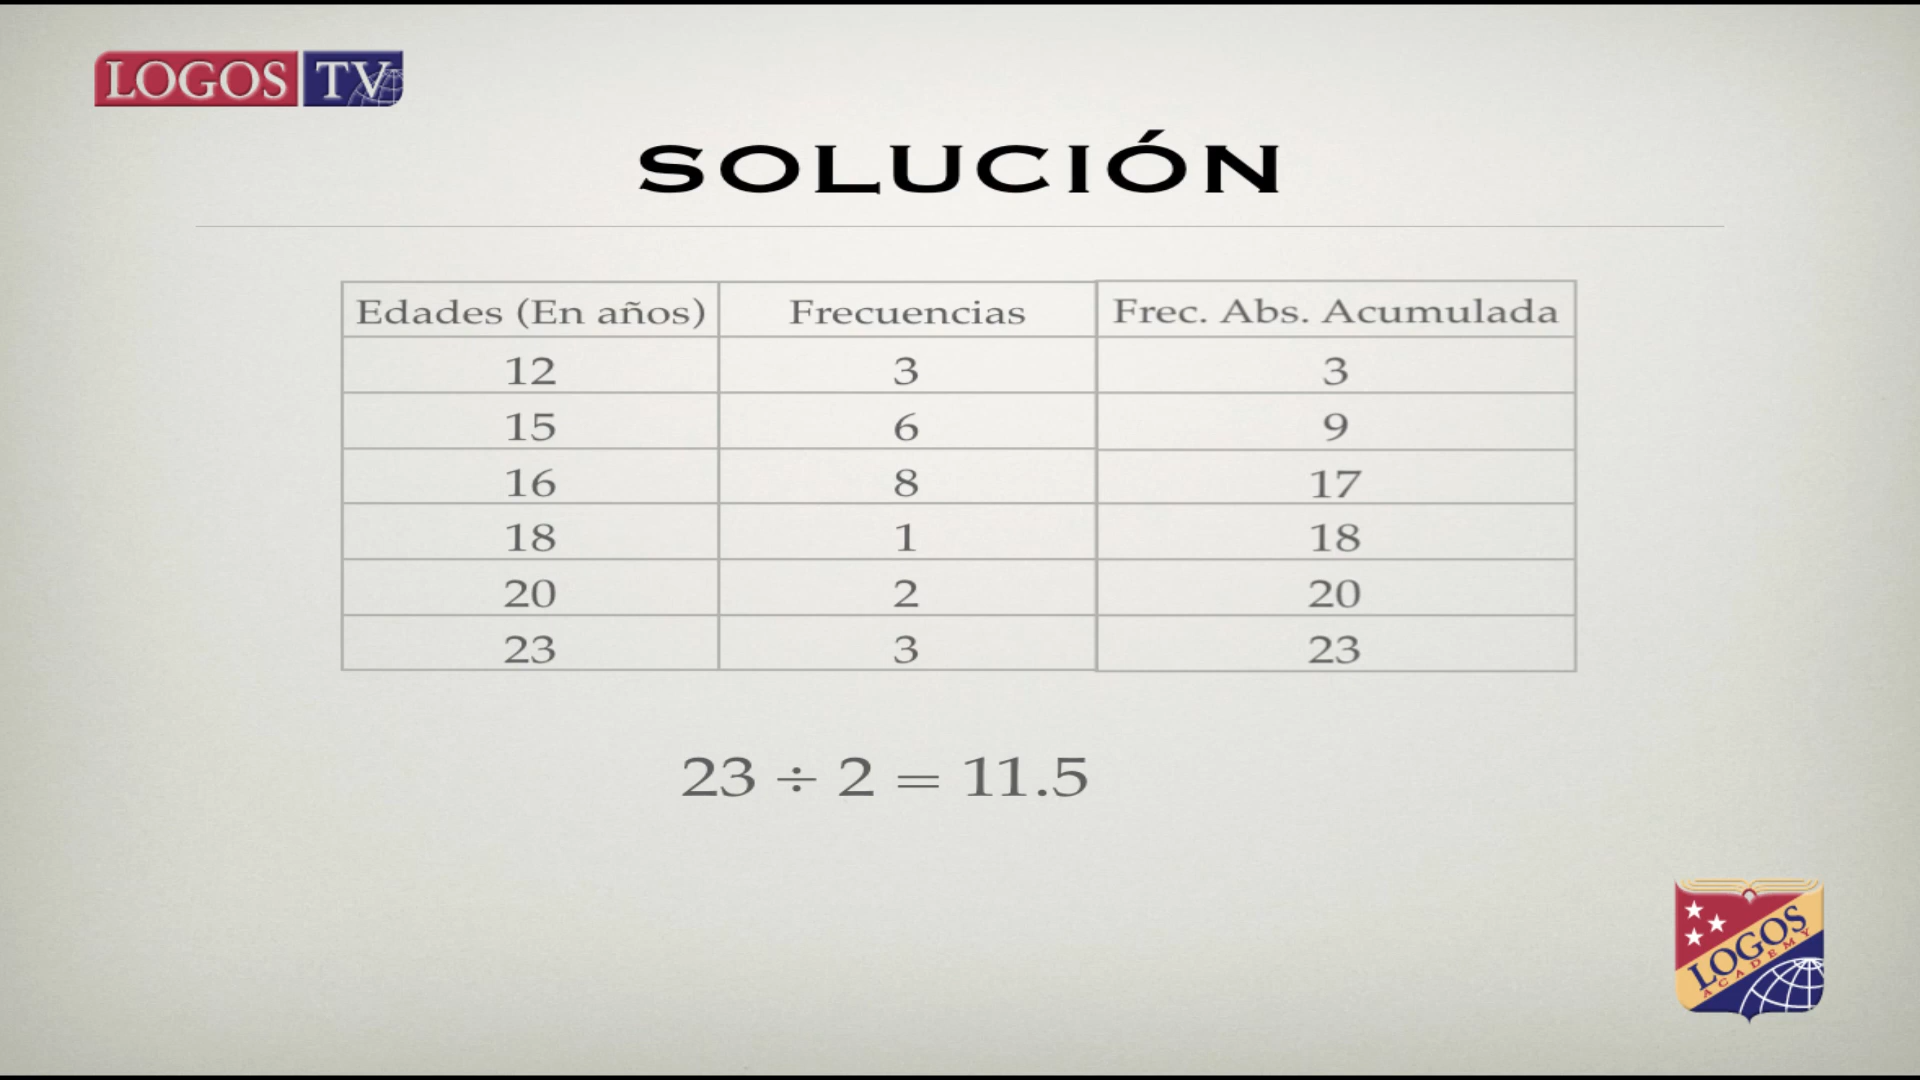 LOGOS TV
SOLUCIÓN
Edades (En años) Frecuencias Frec. Abs. Acumulada
12 3 3
15 6 9
16 8 17
18 1 18
20 2 20
23 3 23
23 ÷ 2 = 11.5
LOGOS
ACADEMY